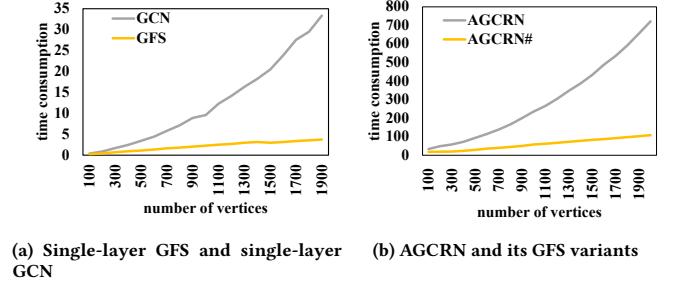 35
30
25
20
15
10
5
0
time consumption
GCN
GFS
100 300 500 700 900 1100 1300 1500 1700 1900
number of vertices
(a) Single-layer GFS and single-layer
GCN
800
700
600
500
400
300
200
100
0
time consumption
AGCRN
AGCRN#
100 300 500 700 900 1100 1300 1500 1700 1900
number of vertices
(b) AGCRN and its GFS variants